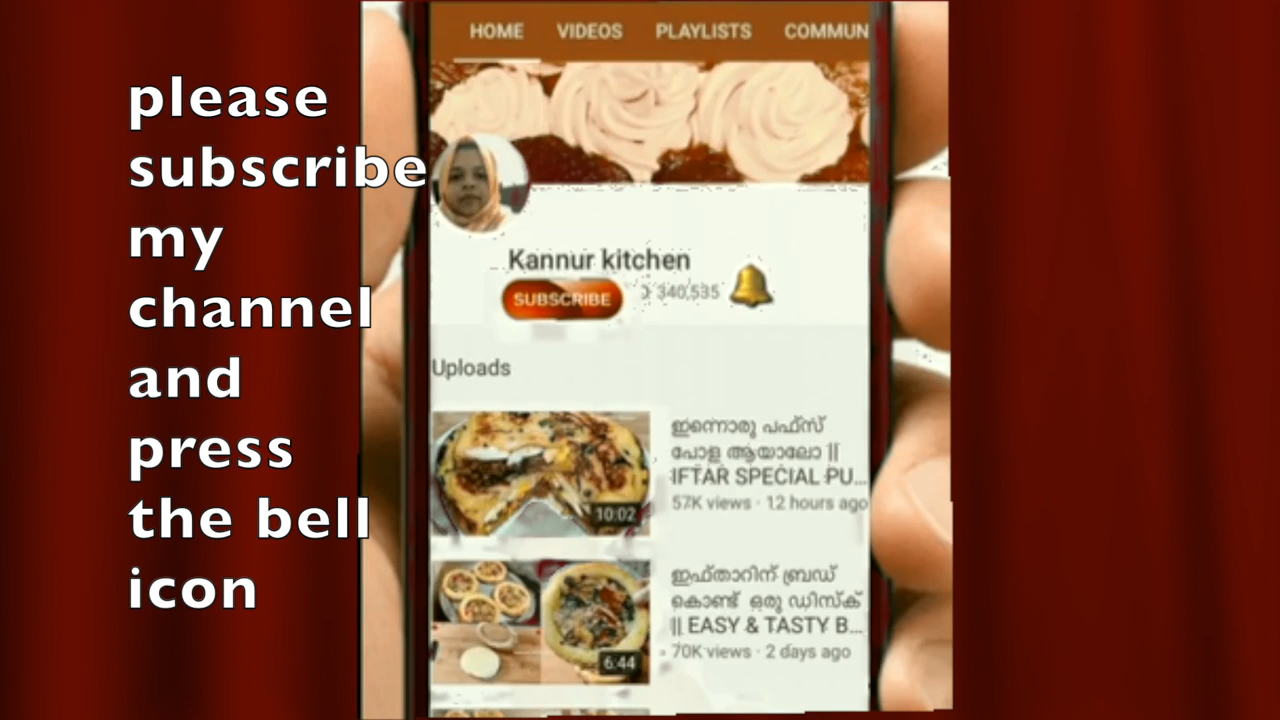 please
subscribe
my
channel
and
press
the bell
icon
HOME VIDEOS PLAYLISTS COMMUN
Kannur kitchen
SUBSCRIBE 340,535
Uploads
ഇന്നൊരു പഫ്സ്
പോള ആയാലോ ||
IFTAR SPECIAL PU...
57K views · 12 hours ago
10:02
ഇഫ്താറിന് ബ്രഡ്
കൊണ്ട് ഒരു ഡിസ്ക്
|| EASY & TASTY B...
70K views · 2 days ago
6:44